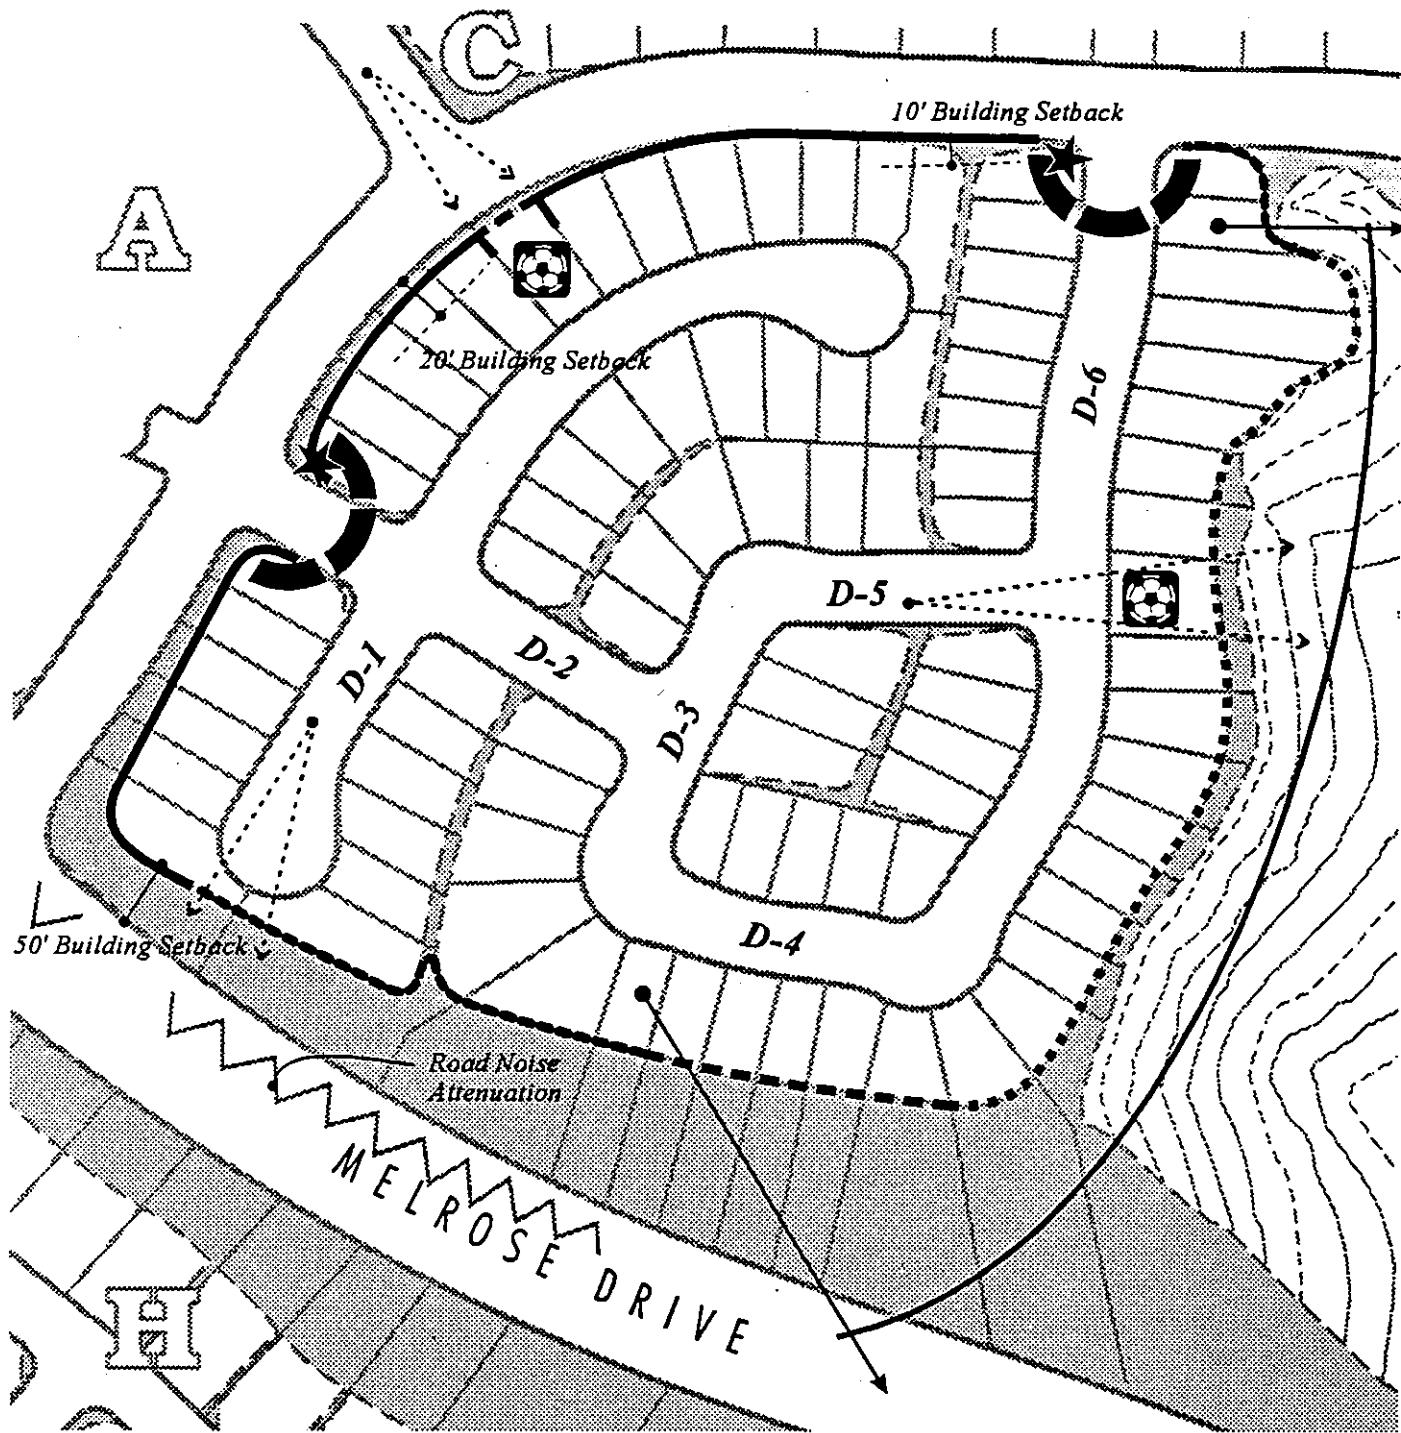 C
10' Building Setback
A
20' Building Setback
D-6
D-5
D-2
D-1
D-3
D-4
50' Building Setback
Road Noise
Attenuation
MELROSE DRIVE
H